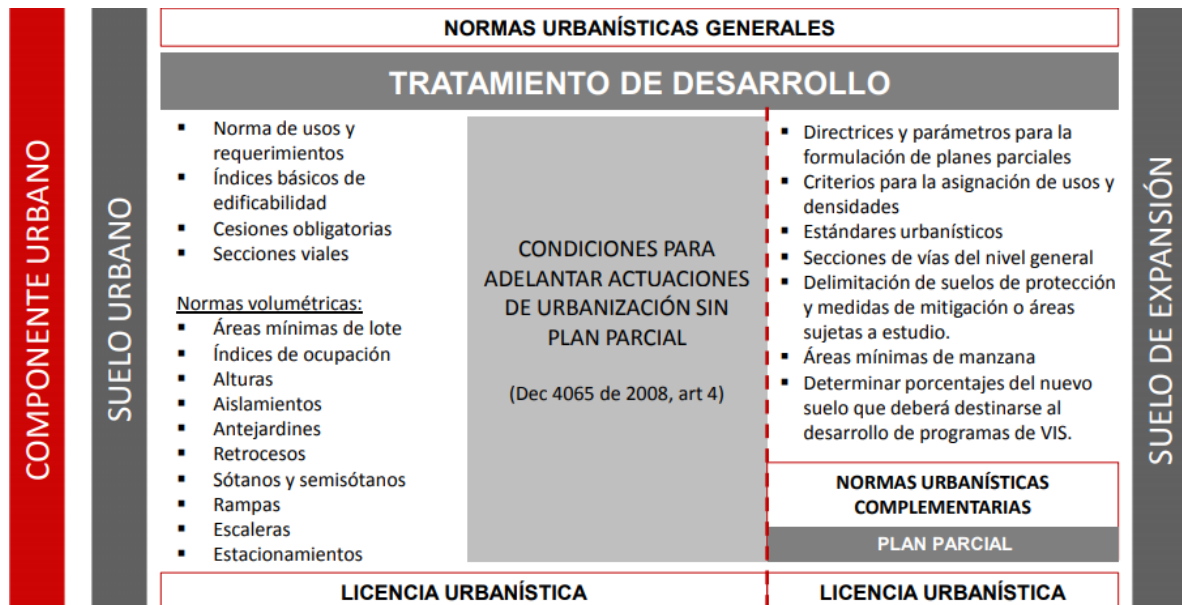 COMPONENTE URBANO
SUELO URBANO
NORMAS URBANÍSTICAS GENERALES
TRATAMIENTO DE DESARROLLO
▪ Norma de usos y
requerimientos
▪ Índices básicos de
edificabilidad
▪ Cesiones obligatorias
▪ Secciones viales
Normas volumétricas:
▪ Áreas mínimas de lote
▪ Índices de ocupación
▪ Alturas
▪ Aislamientos
▪ Antejardines
▪ Retrocesos
▪ Sótanos y semisótanos
▪ Rampas
▪ Escaleras
▪ Estacionamientos
CONDICIONES PARA
ADELANTAR ACTUACIONES
DE URBANIZACIÓN SIN
PLAN PARCIAL
(Dec 4065 de 2008, art 4)
▪ Directrices y parámetros para la
formulación de planes parciales
▪ Criterios para la asignación de usos y
densidades
▪ Estándares urbanísticos
▪ Secciones de vías del nivel general
▪ Delimitación de suelos de protección
y medidas de mitigación o áreas
sujetas a estudio.
▪ Áreas mínimas de manzana
▪ Determinar porcentajes del nuevo
suelo que deberá destinarse al
desarrollo de programas de VIS.
NORMAS URBANÍSTICAS
COMPLEMENTARIAS
PLAN PARCIAL
LICENCIA URBANÍSTICA
LICENCIA URBANÍSTICA
SUELO DE EXPANSIÓN